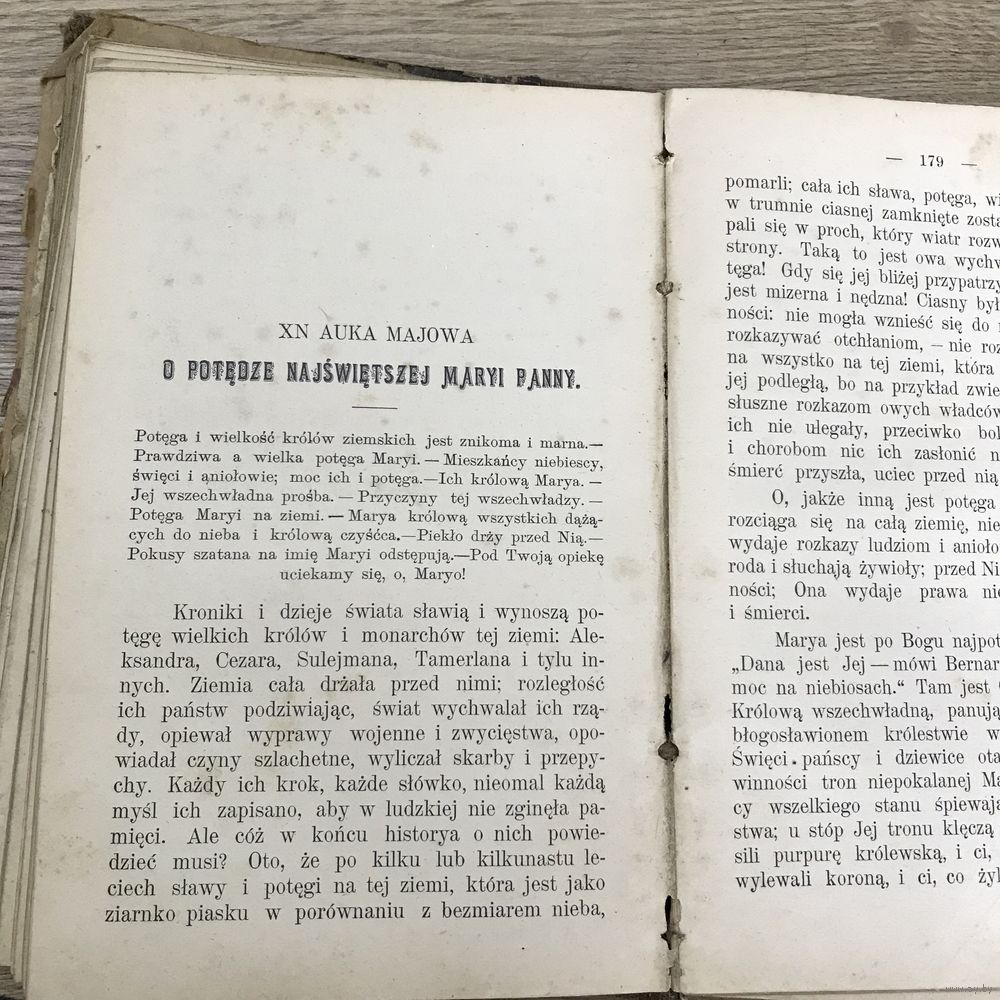 XN AUKA MAJOWA
O POTĘDZE NAJŚWIĘTSZEJ MARYI PANNY.
Potęga i wielkość królów ziemskich jest znikoma i marna.—
Prawdziwa a wielka potęga Maryi. — Mieszkańcy niebiescy,
święci i aniołowie; moc ich i potęga.—Ich królową Marya. —
Jej wszechwładna prośba. — Przyczyny tej wszechwładzy. —
Potęga Maryi na ziemi. — Marya królową wszystkich dążą-
cych do nieba i królową czyśćca.—Piekło drży przed Nią.—
Pokusy szatana na imię Maryi odstępują.—Pod Twoją opiekę
uciekamy się, o, Maryo!
Kroniki i dzieje świata sławią i wynoszą po-
tęgę wielkich królów i monarchów tej ziemi: Ale-
ksandra, Cezara, Sulejmana, Tamerlana i tylu in-
nych. Ziemia cała drżała przed nimi; rozległość
ich państw podziwiając, świat wychwalał ich rzą-
dy, opiewał wyprawy wojenne i zwycięstwa, opo-
wiadał czyny szlachetne, wyliczał skarby i przepy-
chy. Każdy ich krok, każde słówko, nieomal każdą
myśl ich zapisano, aby w ludzkiej nie zginęła pa-
mięci. Ale cóż w końcu historya o nich powie-
dzieć musi? Oto, że po kilku lub kilkunastu le-
ciech sławy i potęgi na tej ziemi, która jest jako
ziarnko piasku w porównaniu z bezmiarem nieba,
— 179 —
pomarli; cała ich sława, potęga,
w trumnie ciasnej zamknięte
pali się w proch, który wiatr
strony. Taką to jest owa
tęga! Gdy się jej bliżej
jest mizerna i nędzna! Ciasny
ności: nie mogła wznieść się do
rozkazywać otchłaniom, — nie
na wszystko na tej ziemi, która
jej podległą, bo na przykład
słuszne rozkazom owych
ich nie ulegały, przeciwko
i chorobom nic ich zasłonić
śmierć przyszła, uciec przed nią
O, jakże inną jest potęga
rozciąga się na całą ziemię,
wydaje rozkazy ludziom i
roda i słuchają żywioły; przed
ności; Ona wydaje prawa
i śmierci.
Marya jest po Bogu
„Dana jest Jej — mówi
moc na niebiosach.“ Tam jest
Królową wszechwładną,
błogosławionem królestwie
Święci pańscy i dziewice
winności tron niepokalanej
cy wszelkiego stanu
stwa; u stóp Jej tronu klęczą
sili purpurę królewską, i ci,
wylewali koroną, i ci, co
www.ay.by